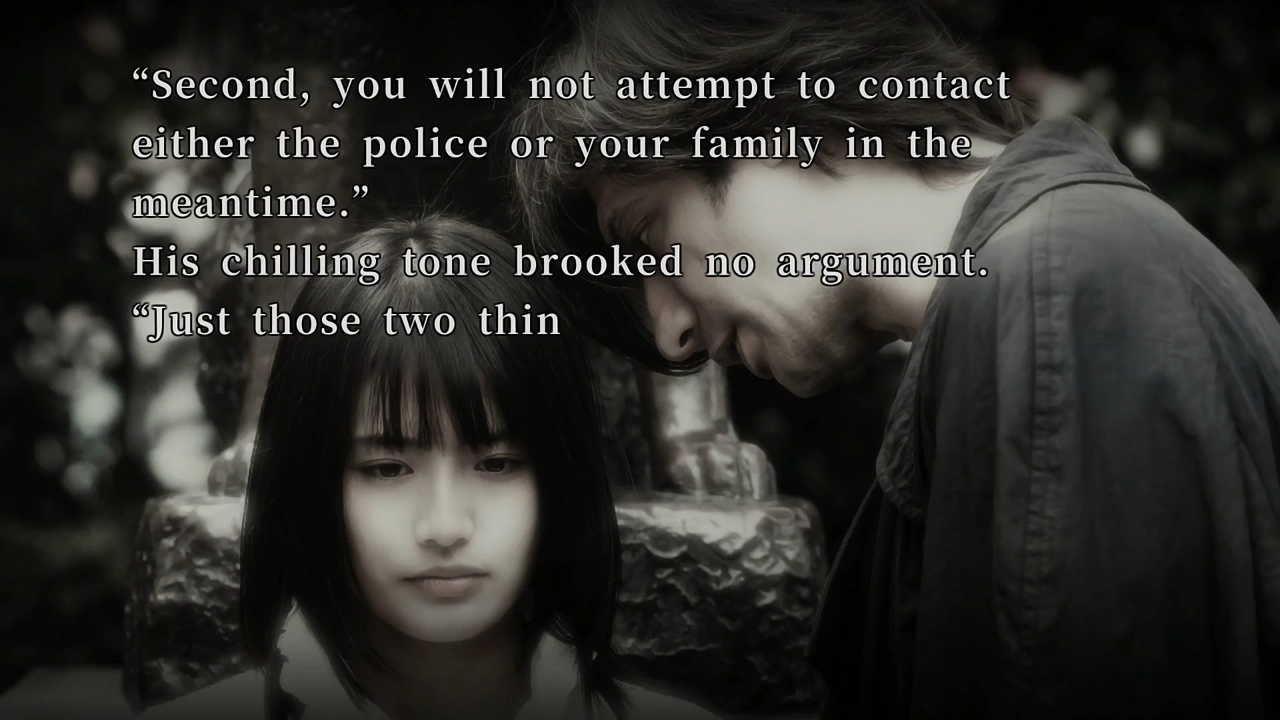 “Second, you will not attempt to contact
either the police or your family in the
meantime.”
His chilling tone brooked no argument.
“Just those two thin